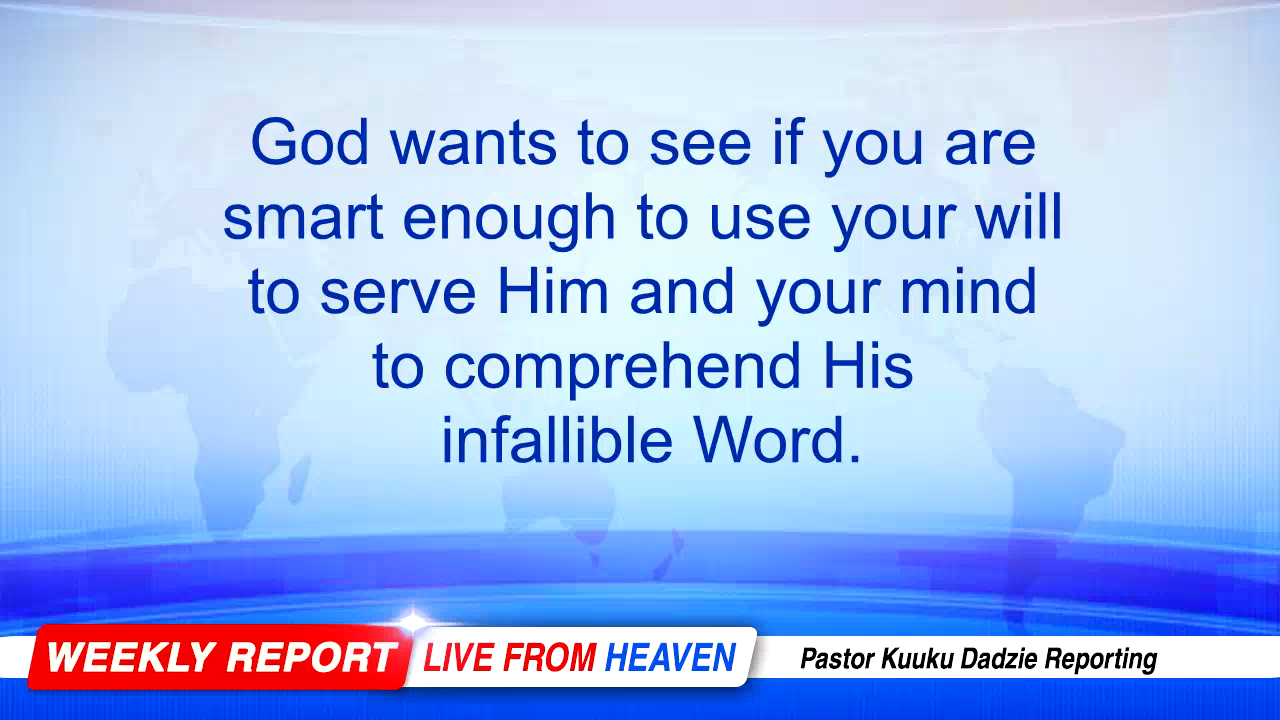 God wants to see if you are
smart enough to use your will
to serve Him and your mind
to comprehend His
infallible Word.
WEEKLY REPORT LIVE FROM HEAVEN Pastor Kuuku Dadzie Reporting